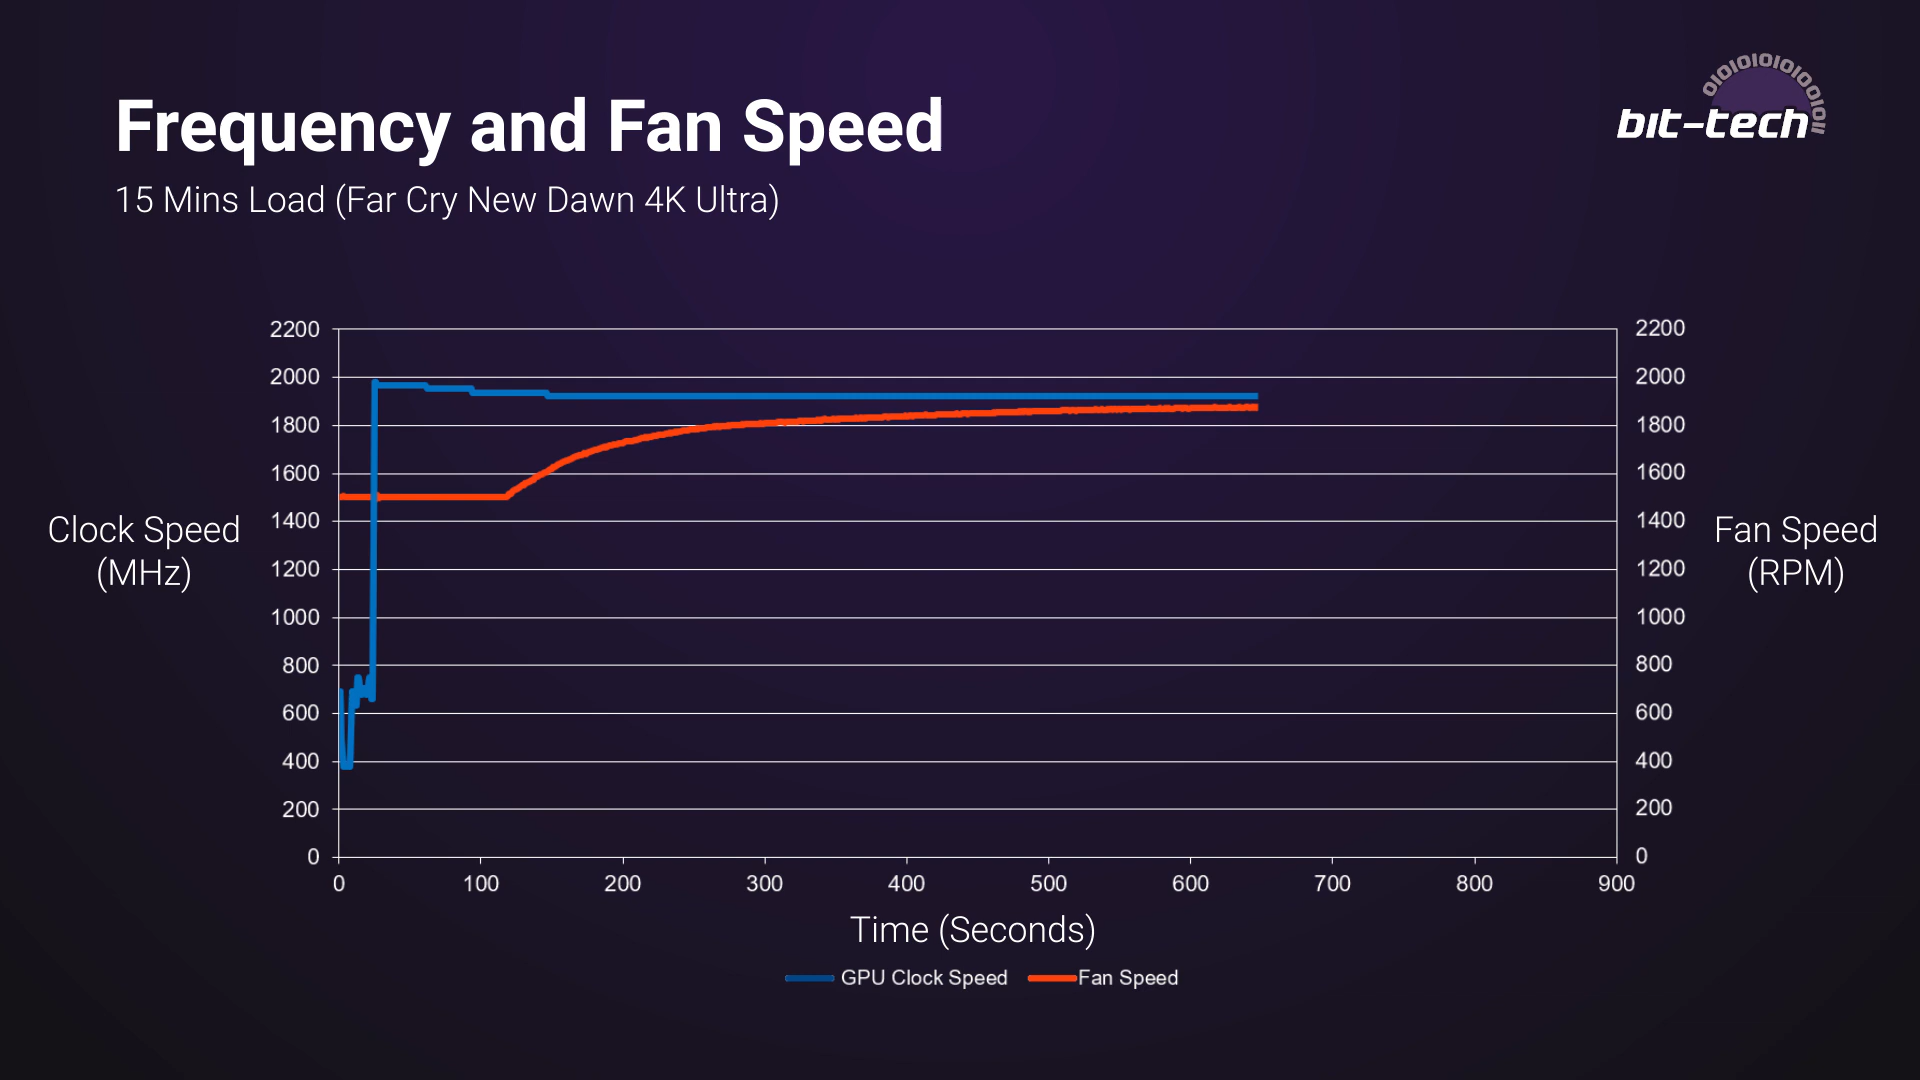 Frequency and Fan Speed
15 Mins Load (Far Cry New Dawn 4K Ultra)
bit-tech
01010101010101011
2200
2000
1800
1600
1400
1200
1000
800
600
400
200
0
Clock Speed
(MHz)
2200
2000
1800
1600
1400
1200
1000
800
600
400
200
0
Fan Speed
(RPM)
0 100 200 300 400 500 600 700 800 900
Time (Seconds)
GPU Clock Speed Fan Speed